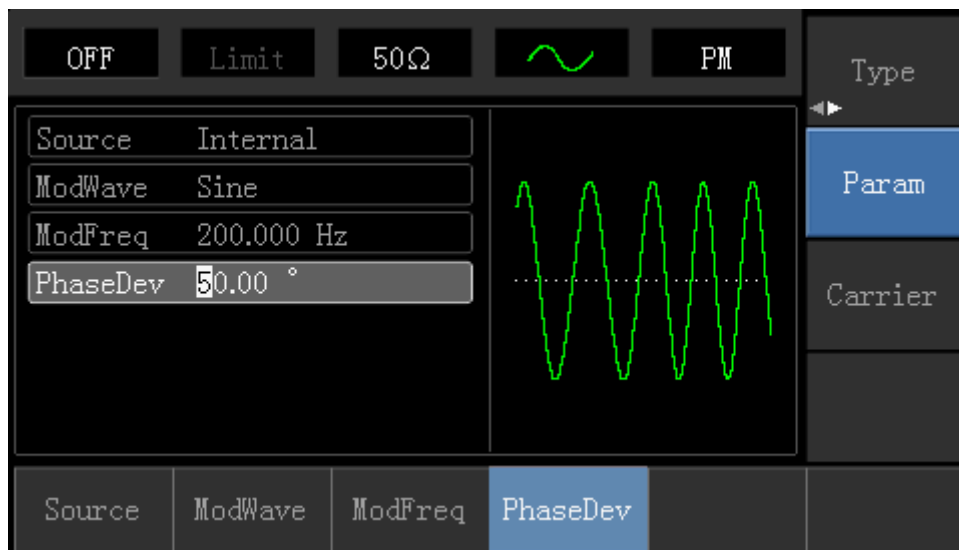 OFF Limit 50Ω PM
Type
Source Internal
ModWave Sine
Param
ModFreq 200.000 Hz
PhaseDev 50.00 °
Carrier
Source ModWave ModFreq PhaseDev